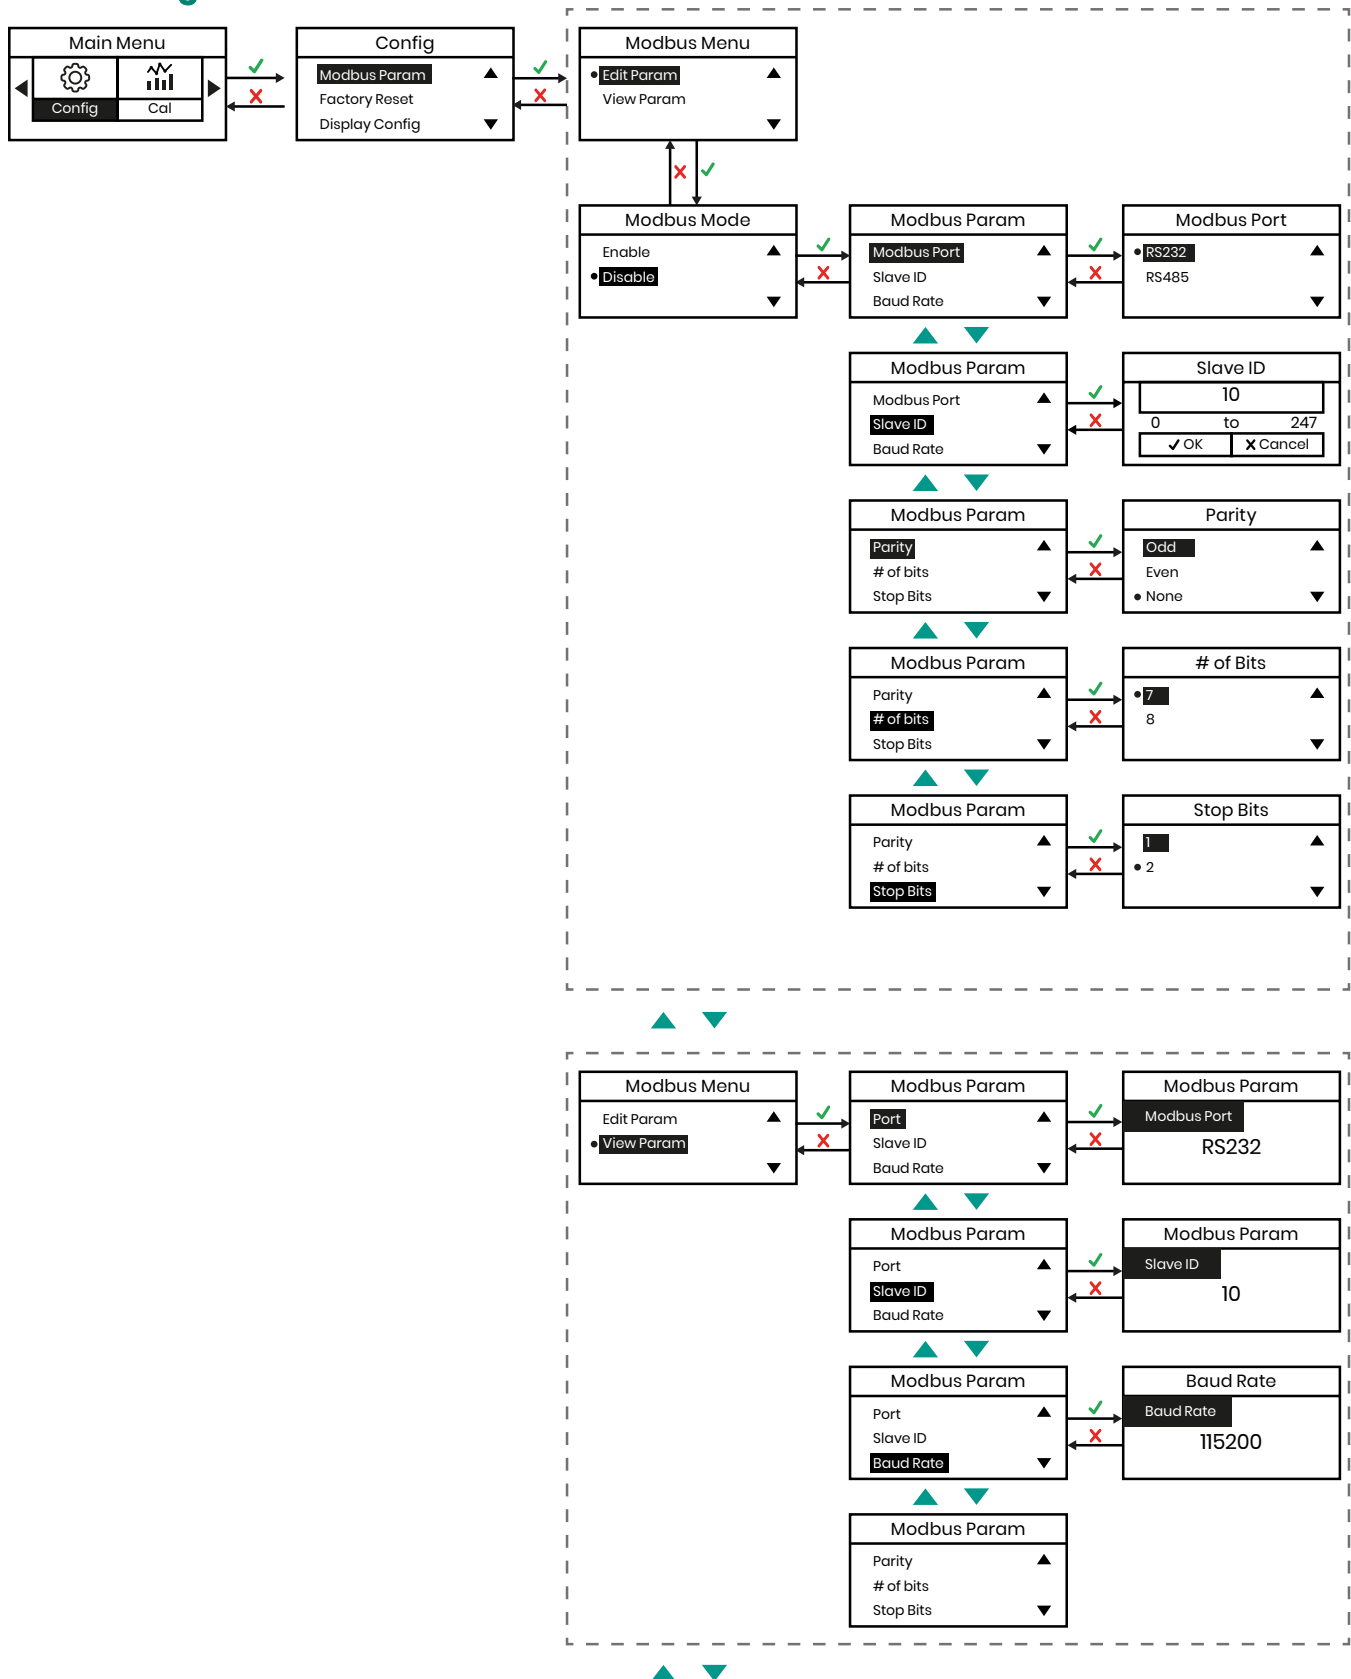 Main Menu
Config
Cal
Config
Modbus Param
Factory Reset
Display Config
Modbus Menu
Edit Param
View Param
Modbus Mode
Enable
Disable
Modbus Param
Modbus Port
Slave ID
Baud Rate
Modbus Port
RS232
RS485
Modbus Param
Modbus Port
Slave ID
Baud Rate
Slave ID
10
0 to 247
OK
Cancel
Modbus Param
Parity
# of bits
Stop Bits
Parity
Odd
Even
None
Modbus Param
Parity
# of bits
Stop Bits
# of Bits
7
8
Modbus Param
Parity
# of bits
Stop Bits
Stop Bits
1
2
Modbus Menu
Edit Param
View Param
Modbus Param
Port
Slave ID
Baud Rate
Modbus Param
Modbus Port
RS232
Modbus Param
Port
Slave ID
Baud Rate
Modbus Param
Slave ID
10
Modbus Param
Port
Slave ID
Baud Rate
Baud Rate
Baud Rate
115200
Modbus Param
Parity
# of bits
Stop Bits